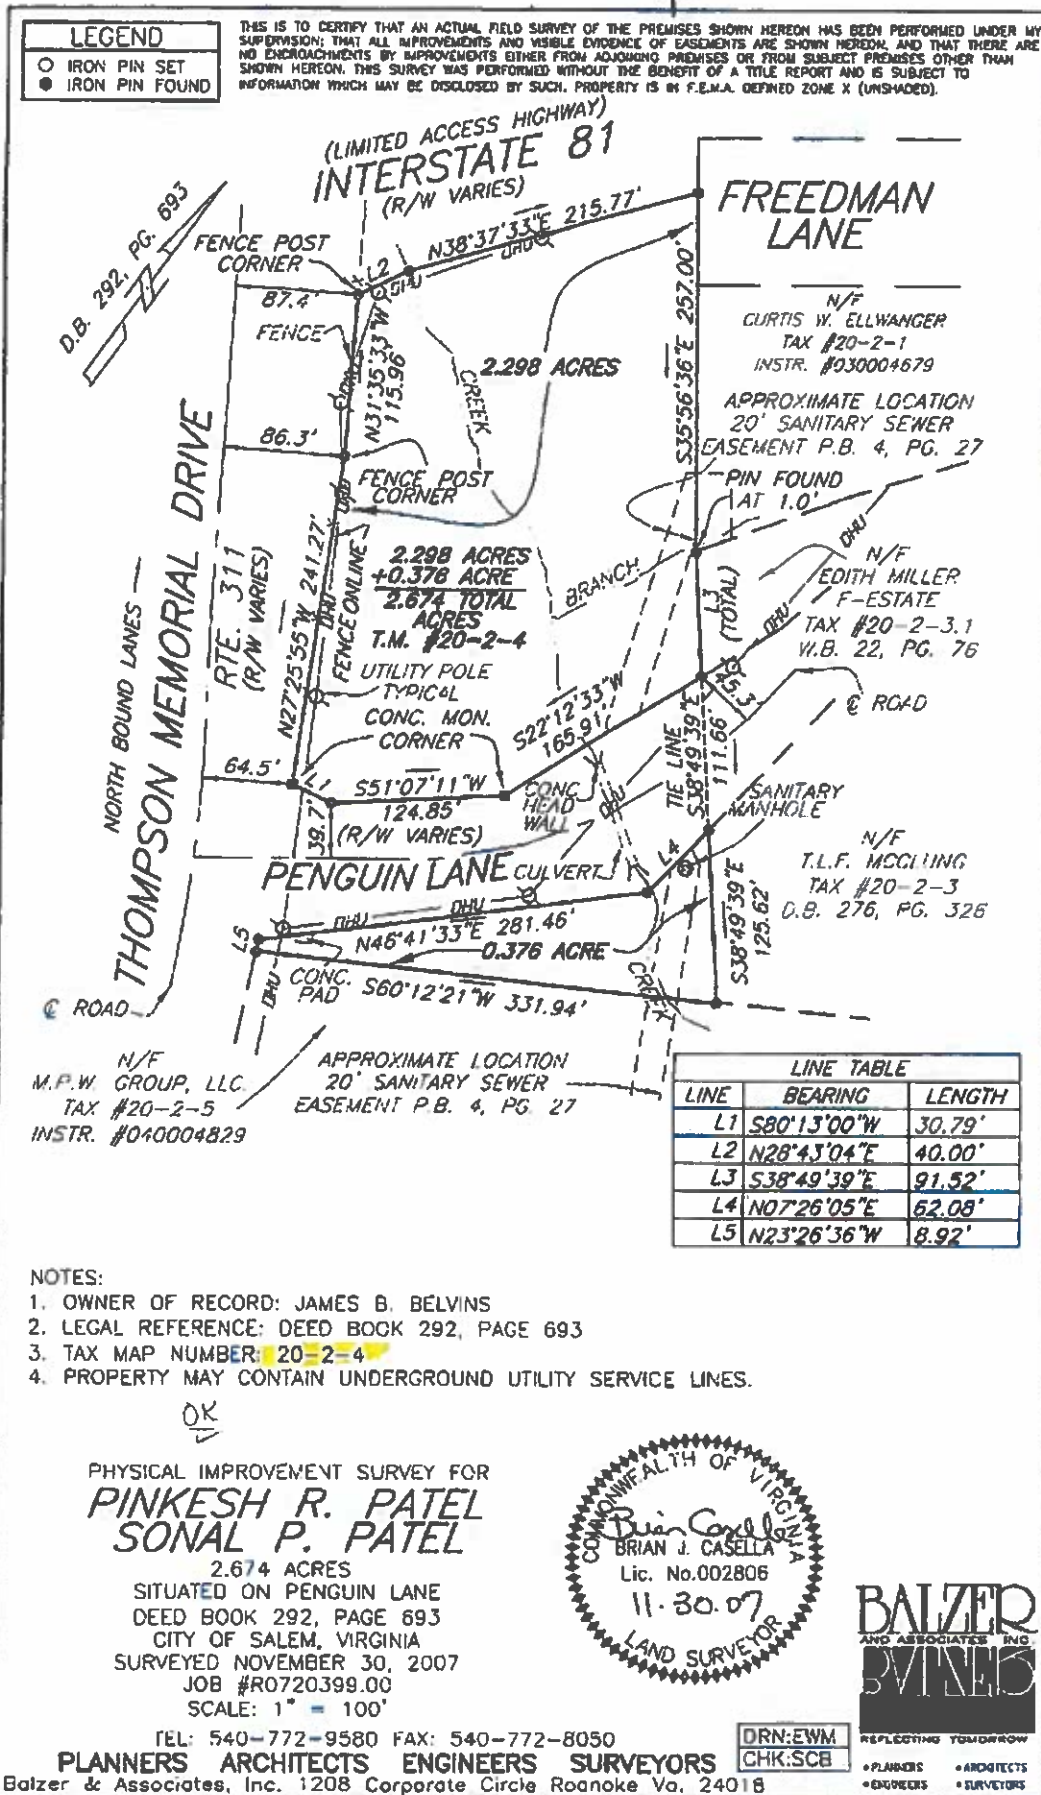 LEGEND
IRON PIN SET
IRON PIN FOUND
THIS IS TO CERTIFY THAT AN ACTUAL FIELD SURVEY OF THE PREMISES SHOWN HEREON HAS BEEN PERFORMED UNDER MY
SUPERVISION; THAT ALL IMPROVEMENTS AND VISIBLE EVIDENCE OF EASEMENTS ARE SHOWN HEREON, AND THAT THERE ARE
NO ENCROACHMENTS BY IMPROVEMENTS EITHER FROM ADJOINING PREMISES OR FROM SUBJECT PREMISES OTHER THAN
SHOWN HEREON. THIS SURVEY WAS PERFORMED WITHOUT THE BENEFIT OF A TITLE REPORT AND IS SUBJECT TO
INFORMATION WHICH MAY BE DISCLOSED BY SUCH. PROPERTY IS IN F.E.M.A. DEFINED ZONE X (UNSHADED).
(LIMITED ACCESS HIGHWAY)
INTERSTATE 81
(R/W VARIES)
D.B. 292, PG. 693
FREEDMAN
LANE
FENCE POST
CORNER
L2
N38°37'33"E 215.77'
OHU
OHU
87.4'
FENCE
OHU
N31°35'33"W
115.96'
CREEK
2.298 ACRES
S35°56'36"E 257.00'
N/F
CURTIS W. ELLWANGER
TAX #20-2-1
INSTR. #030004679
APPROXIMATE LOCATION
20' SANITARY SEWER
EASEMENT P.B. 4, PG. 27
86.3'
FENCE POST
CORNER
OHU
PIN FOUND
AT 1.0'
OHU
NORTH BOUND LANES
THOMPSON MEMORIAL DRIVE
RTE. 311
(R/W VARIES)
N27°25'55"W 241.27'
OHU
FENCE ONLINE
2.298 ACRES
+0.376 ACRE
2.674 TOTAL
ACRES
T.M. #20-2-4
BRANCH
L3
(TOTAL)
OHU
N/F
EDITH MILLER
F-ESTATE
TAX #20-2-3.1
W.B. 22, PG. 76
UTILITY POLE
TYPICAL
CONC. MON.
CORNER
S22°12'33"W
165.91'
45.3'
℄ ROAD
64.5'
L1
S51°07'11"W
124.85'
(R/W VARIES)
39.7'
CONC
HEAD
WALL
OHU
TIE LINE
S38°49'39"E
111.66
SANITARY
MANHOLE
PENGUIN LANE
CULVERT
L4
N/F
T.L.F. MCCLUNG
TAX #20-2-3
D.B. 276, PG. 326
OHU
OHU
N46°41'33"E 281.46'
0.376 ACRE
S38°49'39"E
125.62'
L5
OHU
CONC.
PAD
S60°12'21"W 331.94'
CREEK
℄ ROAD
N/F
M.P.W. GROUP, LLC
TAX #20-2-5
INSTR. #040004829
APPROXIMATE LOCATION
20' SANITARY SEWER
EASEMENT P.B. 4, PG. 27
LINE TABLE
LINE BEARING LENGTH
L1 S80°13'00"W 30.79'
L2 N28°43'04"E 40.00'
L3 S38°49'39"E 91.52'
L4 N07°26'05"E 62.08'
L5 N23°26'36"W 8.92'
NOTES:
1. OWNER OF RECORD: JAMES B. BELVINS
2. LEGAL REFERENCE: DEED BOOK 292, PAGE 693
3. TAX MAP NUMBER: 20-2-4
4. PROPERTY MAY CONTAIN UNDERGROUND UTILITY SERVICE LINES.
OK
PHYSICAL IMPROVEMENT SURVEY FOR
PINKESH R. PATEL
SONAL P. PATEL
2.674 ACRES
SITUATED ON PENGUIN LANE
DEED BOOK 292, PAGE 693
CITY OF SALEM, VIRGINIA
SURVEYED NOVEMBER 30, 2007
JOB #R0720399.00
SCALE: 1" = 100'
COMMONWEALTH OF VIRGINIA
Brian Casella
BRIAN J. CASELLA
Lic. No.002806
11.30.07
LAND SURVEYOR
BALZER
AND ASSOCIATES INC.
REFLECTING TOMORROW
• PLANNERS • ARCHITECTS
• ENGINEERS • SURVEYORS
TEL: 540-772-9580 FAX: 540-772-8050
DRN:EWM
CHK:SCB
PLANNERS ARCHITECTS ENGINEERS SURVEYORS
Balzer & Associates, Inc. 1208 Corporate Circle Roanoke Va. 24018